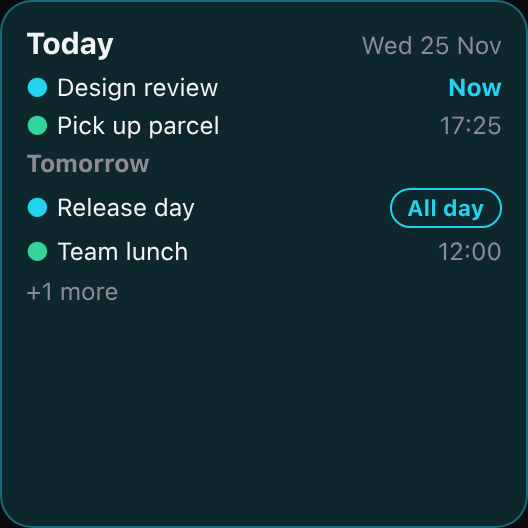 Today Wed 25 Nov
Design review Now
Pick up parcel 17:25
Tomorrow
Release day All day
Team lunch 12:00
+1 more